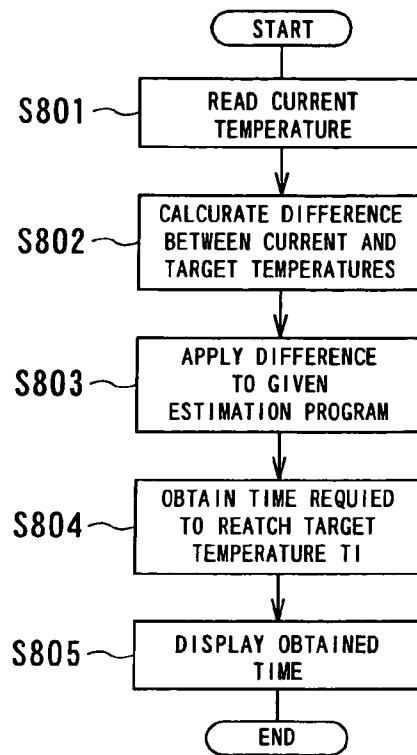 START
S801
READ CURRENT
TEMPERATURE
S802
CALCURATE DIFFERENCE
BETWEEN CURRENT AND
TARGET TEMPERATURES
S803
APPLY DIFFERENCE
TO GIVEN
ESTIMATION PROGRAM
S804
OBTAIN TIME REQUIED
TO REATCH TARGET
TEMPERATURE TI
S805
DISPLAY OBTAINED
TIME
END